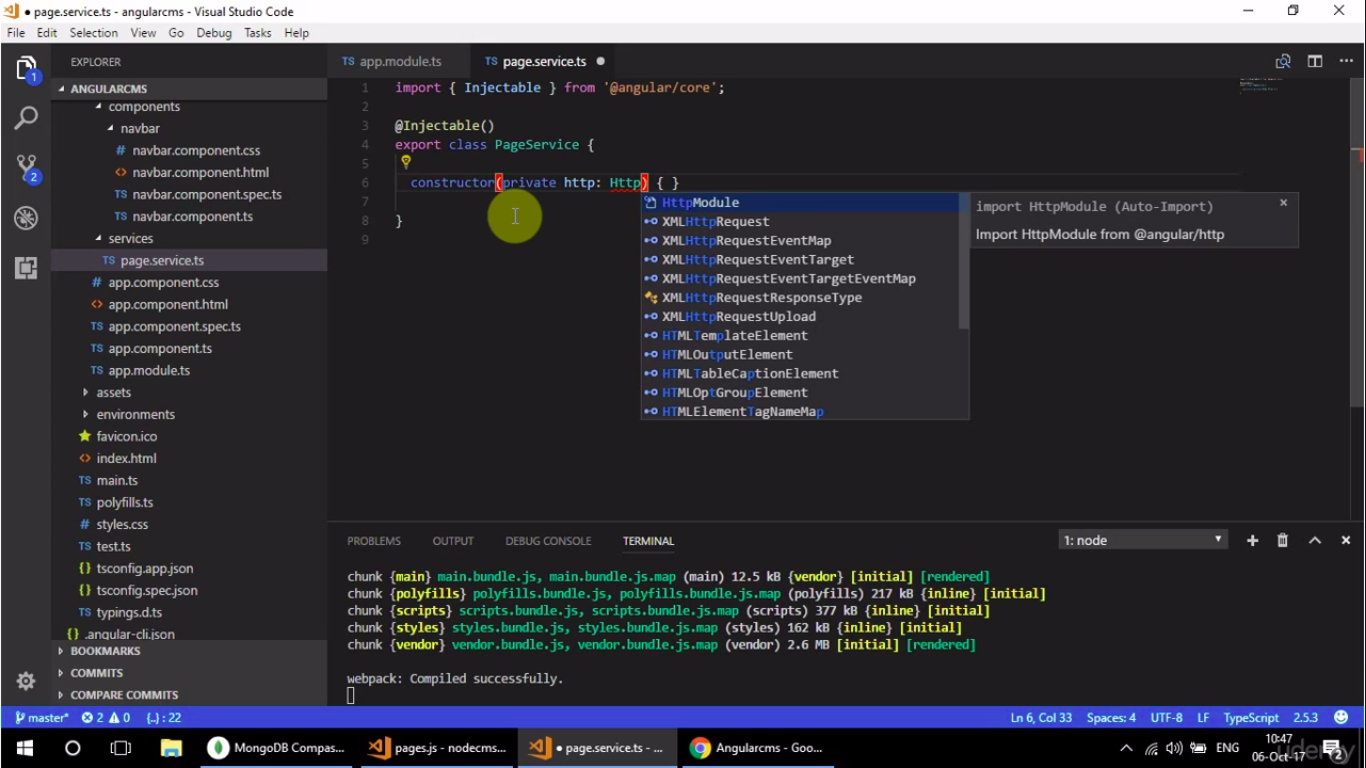 ● page.service.ts - angularcms - Visual Studio Code
File Edit Selection View Go Debug Tasks Help
EXPLORER
TS app.module.ts TS page.service.ts ●
ANGULARCMS
components
navbar
# navbar.component.css
<> navbar.component.html
TS navbar.component.spec.ts
TS navbar.component.ts
services
TS page.service.ts
# app.component.css
<> app.component.html
TS app.component.spec.ts
TS app.component.ts
TS app.module.ts
assets
environments
favicon.ico
<> index.html
TS main.ts
TS polyfills.ts
# styles.css
TS test.ts
{} tsconfig.app.json
{} tsconfig.spec.json
TS typings.d.ts
{} .angular-cli.json
BOOKMARKS
COMMITS
COMPARE COMMITS
1
2
1 import { Injectable } from '@angular/core';
2
3 @Injectable()
4 export class PageService {
5
6 constructor(private http: Http) { }
7
8 }
9
HttpModule
XMLHttpRequest
XMLHttpRequestEventMap
XMLHttpRequestEventTarget
XMLHttpRequestEventTargetEventMap
XMLHttpRequestResponseType
XMLHttpRequestUpload
HTMLTemplateElement
HTMLOutputElement
HTMLTableCaptionElement
HTMLOptGroupElement
HTMLElementTagNameMap
import HttpModule (Auto-Import)
Import HttpModule from @angular/http
PROBLEMS OUTPUT DEBUG CONSOLE TERMINAL 1: node
chunk {main} main.bundle.js, main.bundle.js.map (main) 12.5 kB {vendor} [initial] [rendered]
chunk {polyfills} polyfills.bundle.js, polyfills.bundle.js.map (polyfills) 217 kB {inline} [initial]
chunk {scripts} scripts.bundle.js, scripts.bundle.js.map (scripts) 377 kB {inline} [initial]
chunk {styles} styles.bundle.js, styles.bundle.js.map (styles) 162 kB {inline} [initial]
chunk {vendor} vendor.bundle.js, vendor.bundle.js.map (vendor) 2.6 MB [initial] [rendered]
webpack: Compiled successfully.
master* 2 0 {..} : 22 Ln 6, Col 33 Spaces: 4 UTF-8 LF TypeScript 2.5.3
MongoDB Compas... pages.js - nodecms... ● page.service.ts - ... Angularcms - Goo... ENG 10:47
06-Oct-17
2
udemy